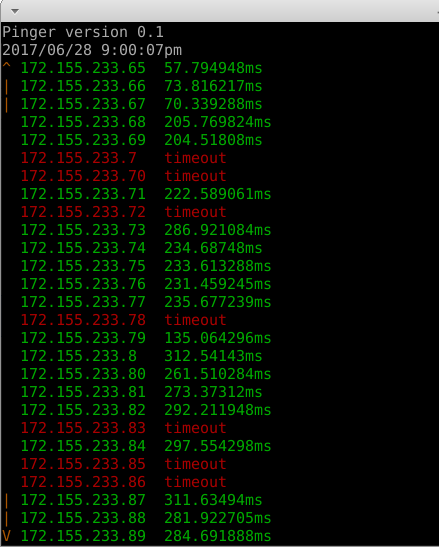 Pinger version 0.1
2017/06/28 9:00:07pm
^ 172.155.233.65  57.794948ms
| 172.155.233.66  73.816217ms
| 172.155.233.67  70.339288ms
172.155.233.68  205.769824ms
172.155.233.69  204.51808ms
172.155.233.7   timeout
172.155.233.70  timeout
172.155.233.71  222.589061ms
172.155.233.72  timeout
172.155.233.73  286.921084ms
172.155.233.74  234.68748ms
172.155.233.75  233.613288ms
172.155.233.76  231.459245ms
172.155.233.77  235.677239ms
172.155.233.78  timeout
172.155.233.79  135.064296ms
172.155.233.8   312.54143ms
172.155.233.80  261.510284ms
172.155.233.81  273.37312ms
172.155.233.82  292.211948ms
172.155.233.83  timeout
172.155.233.84  297.554298ms
172.155.233.85  timeout
172.155.233.86  timeout
| 172.155.233.87  311.63494ms
| 172.155.233.88  281.922705ms
V 172.155.233.89  284.691888ms